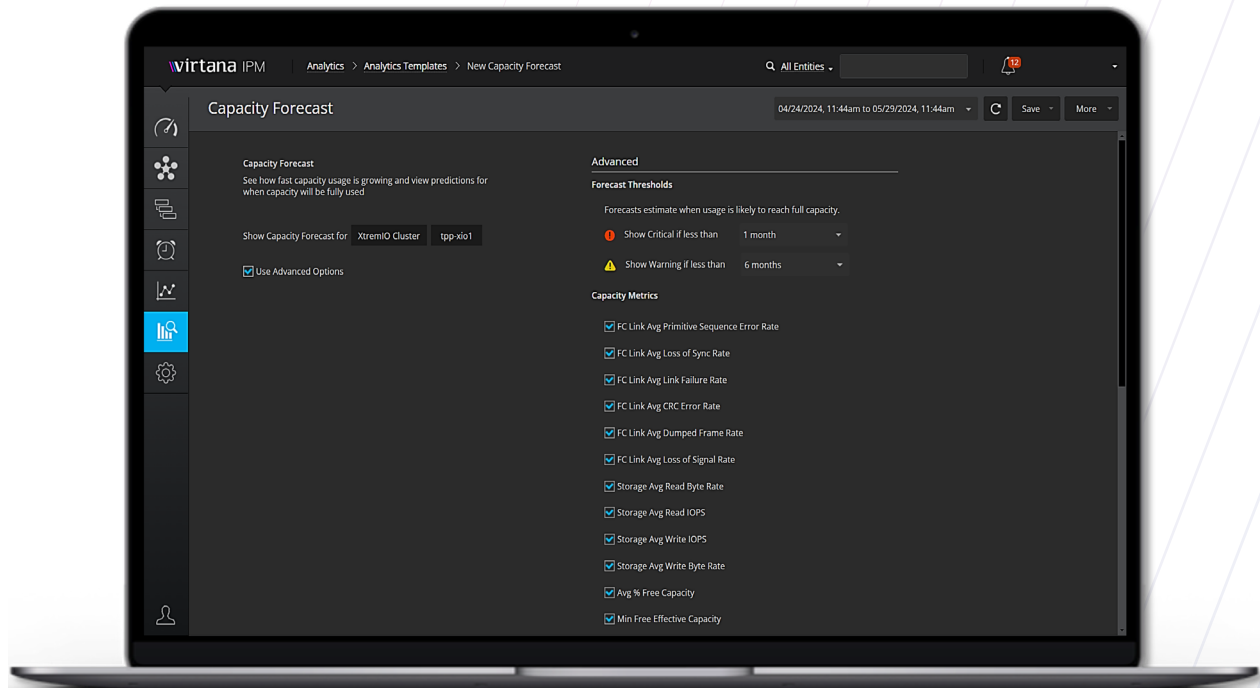 virtana IPM
Analytics > Analytics Templates > New Capacity Forecast
All Entities
12
Capacity Forecast
04/24/2024, 11:44am to 05/29/2024, 11:44am
Save
More
Capacity Forecast
See how fast capacity usage is growing and view predictions for
when capacity will be fully used
Show Capacity Forecast for XtremIO Cluster tpp-xio1
Use Advanced Options
Advanced
Forecast Thresholds
Forecasts estimate when usage is likely to reach full capacity.
Show Critical if less than 1 month
Show Warning if less than 6 months
Capacity Metrics
FC Link Avg Primitive Sequence Error Rate
FC Link Avg Loss of Sync Rate
FC Link Avg Link Failure Rate
FC Link Avg CRC Error Rate
FC Link Avg Dumped Frame Rate
FC Link Avg Loss of Signal Rate
Storage Avg Read Byte Rate
Storage Avg Read IOPS
Storage Avg Write IOPS
Storage Avg Write Byte Rate
Avg % Free Capacity
Min Free Effective Capacity